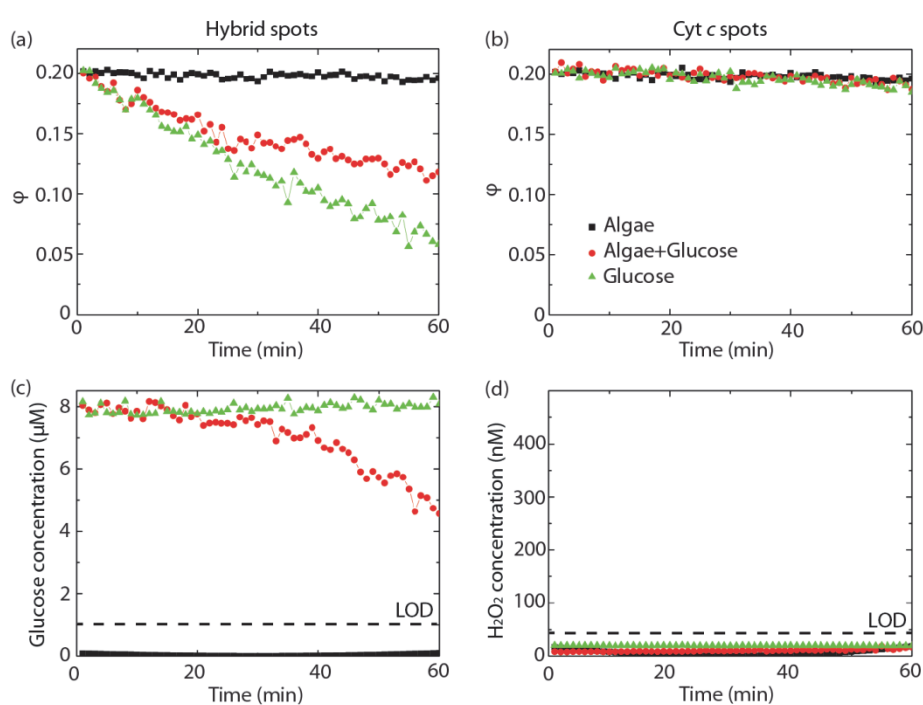 Hybrid spots
Cyt c spots
(a)
(b)
0.20
0.15
0.10
0.05
0
φ
0 20 40 60
Time (min)
0.20
0.15
0.10
0.05
0
Algae
Algae+Glucose
Glucose
0 20 40 60
Time (min)
(c)
(d)
8
6
4
2
0
Glucose concentration (μM)
LOD
0 20 40 60
Time (min)
400
300
200
100
50
0
H₂O₂ concentration (nM)
LOD
0 20 40 60
Time (min)